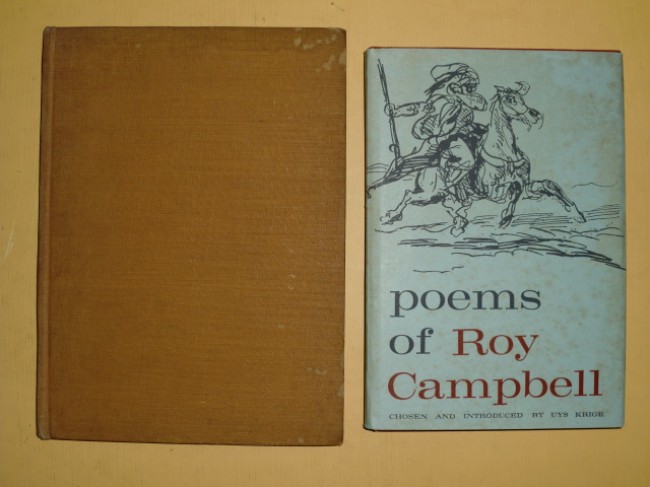 poems
of Roy
Campbell
CHOSEN AND INTRODUCED BY UYS KRIGE